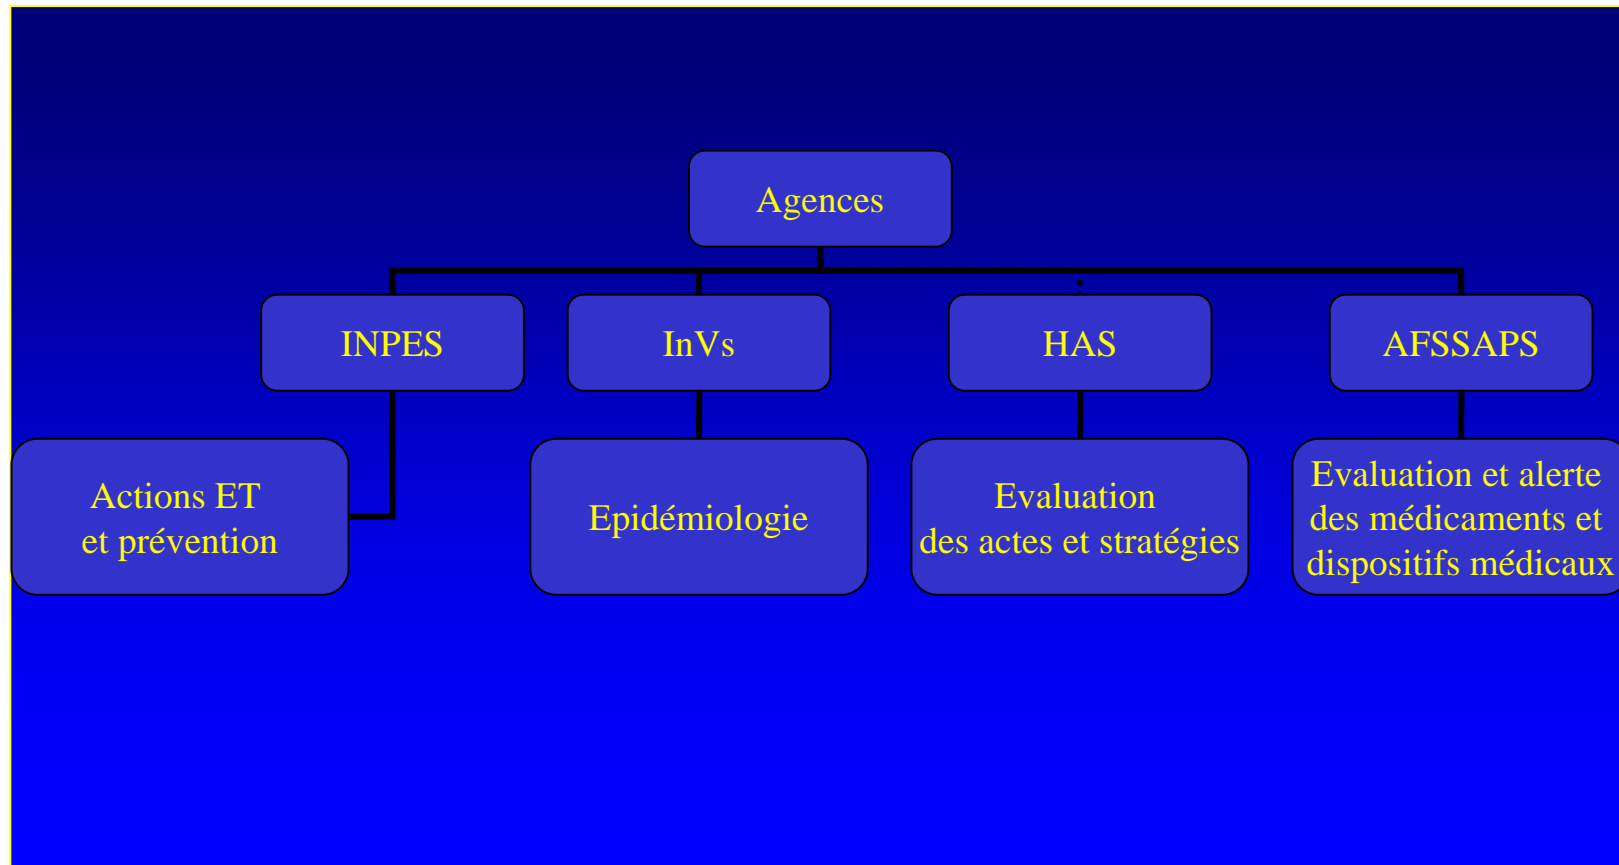 Agences
INPES
InVs
HAS
AFSSAPS
Actions ET
et prévention
Epidémiologie
Evaluation
des actes et stratégies
Evaluation et alerte
des médicaments et
dispositifs médicaux